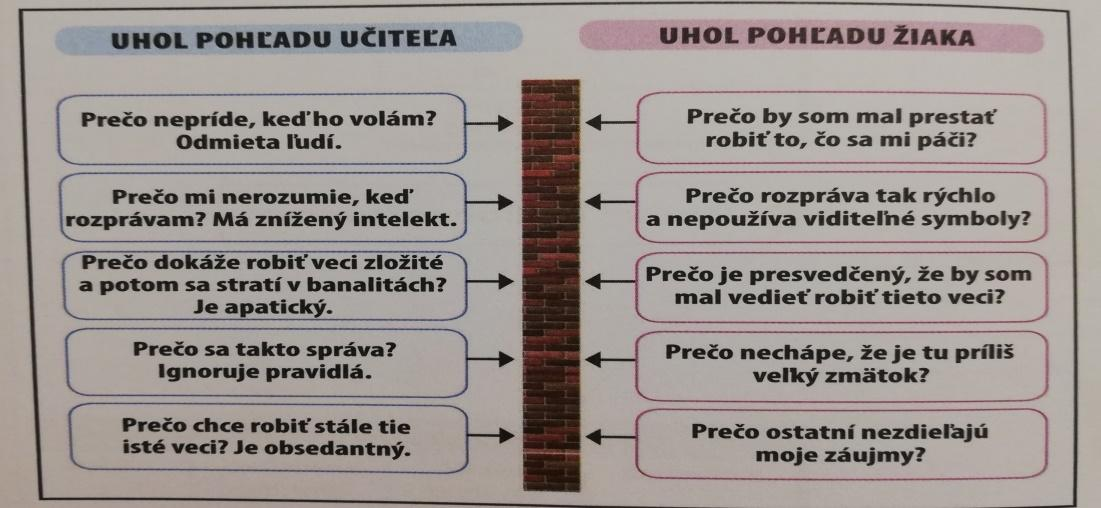 UHOL POHĽADU UČITEĽA
Prečo nepríde, keď ho volám?
Odmieta ľudí.
Prečo mi nerozumie, keď
rozprávam? Má znížený intelekt.
Prečo dokáže robiť veci zložité
a potom sa stratí v banalitách?
Je apatický.
Prečo sa takto správa?
Ignoruje pravidlá.
Prečo chce robiť stále tie
isté veci? Je obsedantný.
UHOL POHĽADU ŽIAKA
Prečo by som mal prestať
robiť to, čo sa mi páči?
Prečo rozpráva tak rýchlo
a nepoužíva viditeľné symboly?
Prečo je presvedčený, že by som
mal vedieť robiť tieto veci?
Prečo nechápe, že je tu príliš
veľký zmätok?
Prečo ostatní nezdieľajú
moje záujmy?